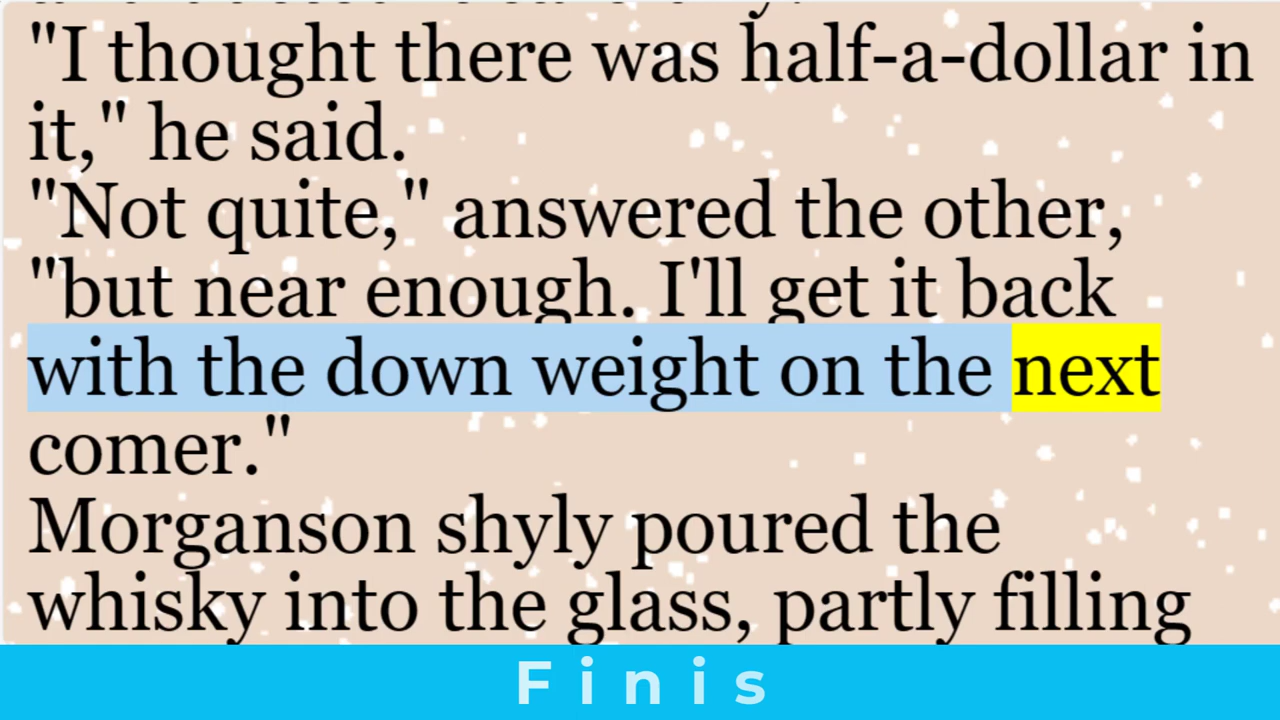 "I thought there was half-a-dollar in
it," he said.
"Not quite," answered the other,
"but near enough. I'll get it back
with the down weight on the next
comer."
Morganson shyly poured the
whisky into the glass, partly filling
Finis